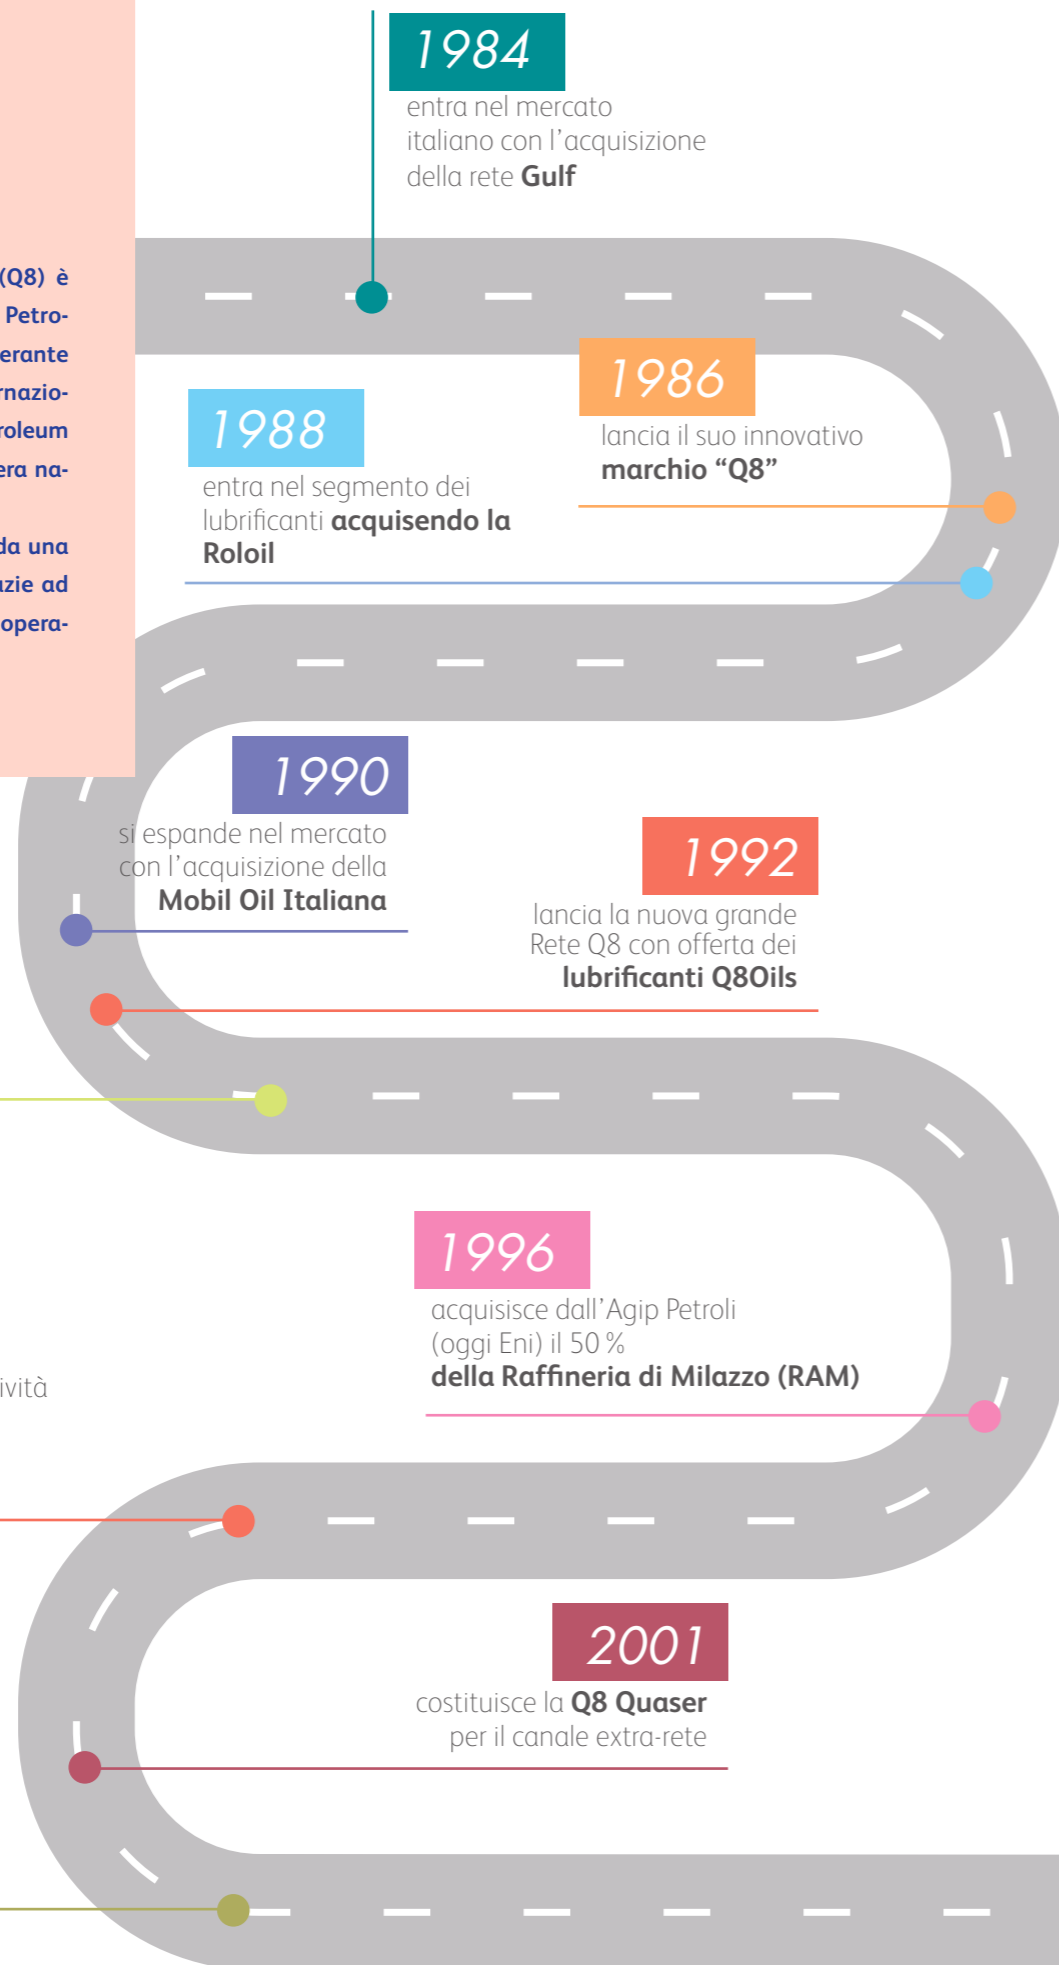 1984
entra nel mercato
italiano con l'acquisizione
della rete Gulf
(Q8) è
Petro-
erante
rnazio-
roleum
era na-
da una
azie ad
opera-
1986
lancia il suo innovativo
marchio “Q8”
1988
entra nel segmento dei
lubrificanti acquisendo la
Roloil
1990
si espande nel mercato
con l'acquisizione della
Mobil Oil Italiana
1992
lancia la nuova grande
Rete Q8 con offerta dei
lubrificanti Q8Oils
1996
acquisisce dall'Agip Petroli
(oggi Eni) il 50 %
della Raffineria di Milazzo (RAM)
ività
2001
costituisce la Q8 Quaser
per il canale extra-rete